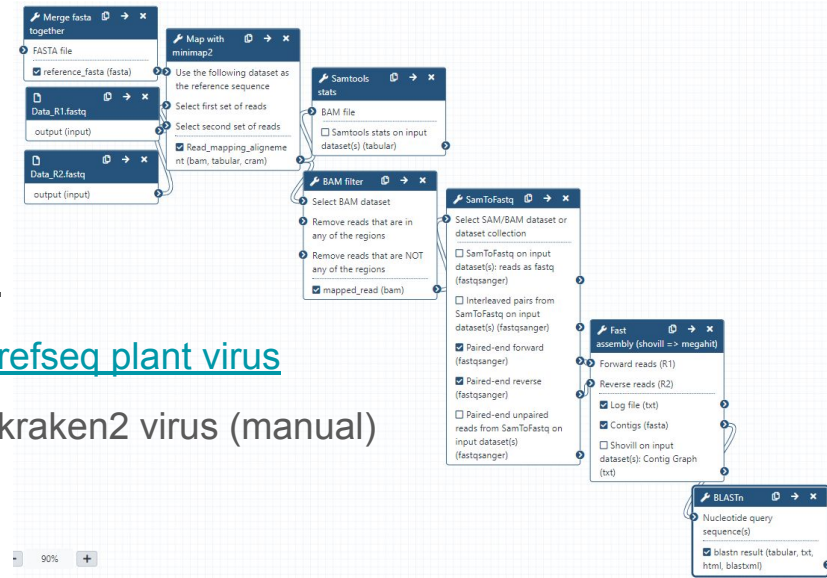 Merge fasta
together
FASTA file
reference_fasta (fasta)
Data_R1.fastq
output (input)
Data_R2.fastq
output (input)
Map with
minimap2
Use the following dataset as
the reference sequence
Select first set of reads
Select second set of reads
Read_mapping_aligneme
nt (bam, tabular, cram)
Samtools
stats
BAM file
Samtools stats on input
dataset(s) (tabular)
BAM filter
Select BAM dataset
Remove reads that are in
any of the regions
Remove reads that are NOT
any of the regions
mapped_read (bam)
SamToFastq
Select SAM/BAM dataset or
dataset collection
SamToFastq on input
dataset(s): reads as fastq
(fastqsanger)
Interleaved pairs from
SamToFastq on input
dataset(s) (fastqsanger)
Paired-end forward
(fastqsanger)
Paired-end reverse
(fastqsanger)
Paired-end unpaired
reads from SamToFastq on
input dataset(s)
(fastqsanger)
Fast
assembly (shovill => megahit)
Forward reads (R1)
Reverse reads (R2)
Log file (txt)
Contigs (fasta)
Shovill on input
dataset(s): Contig Graph
(txt)
BLASTn
Nucleotide query
sequence(s)
blastn result (tabular, txt,
html, blastxml)
refseq plant virus
kraken2 virus (manual)
- 90% +